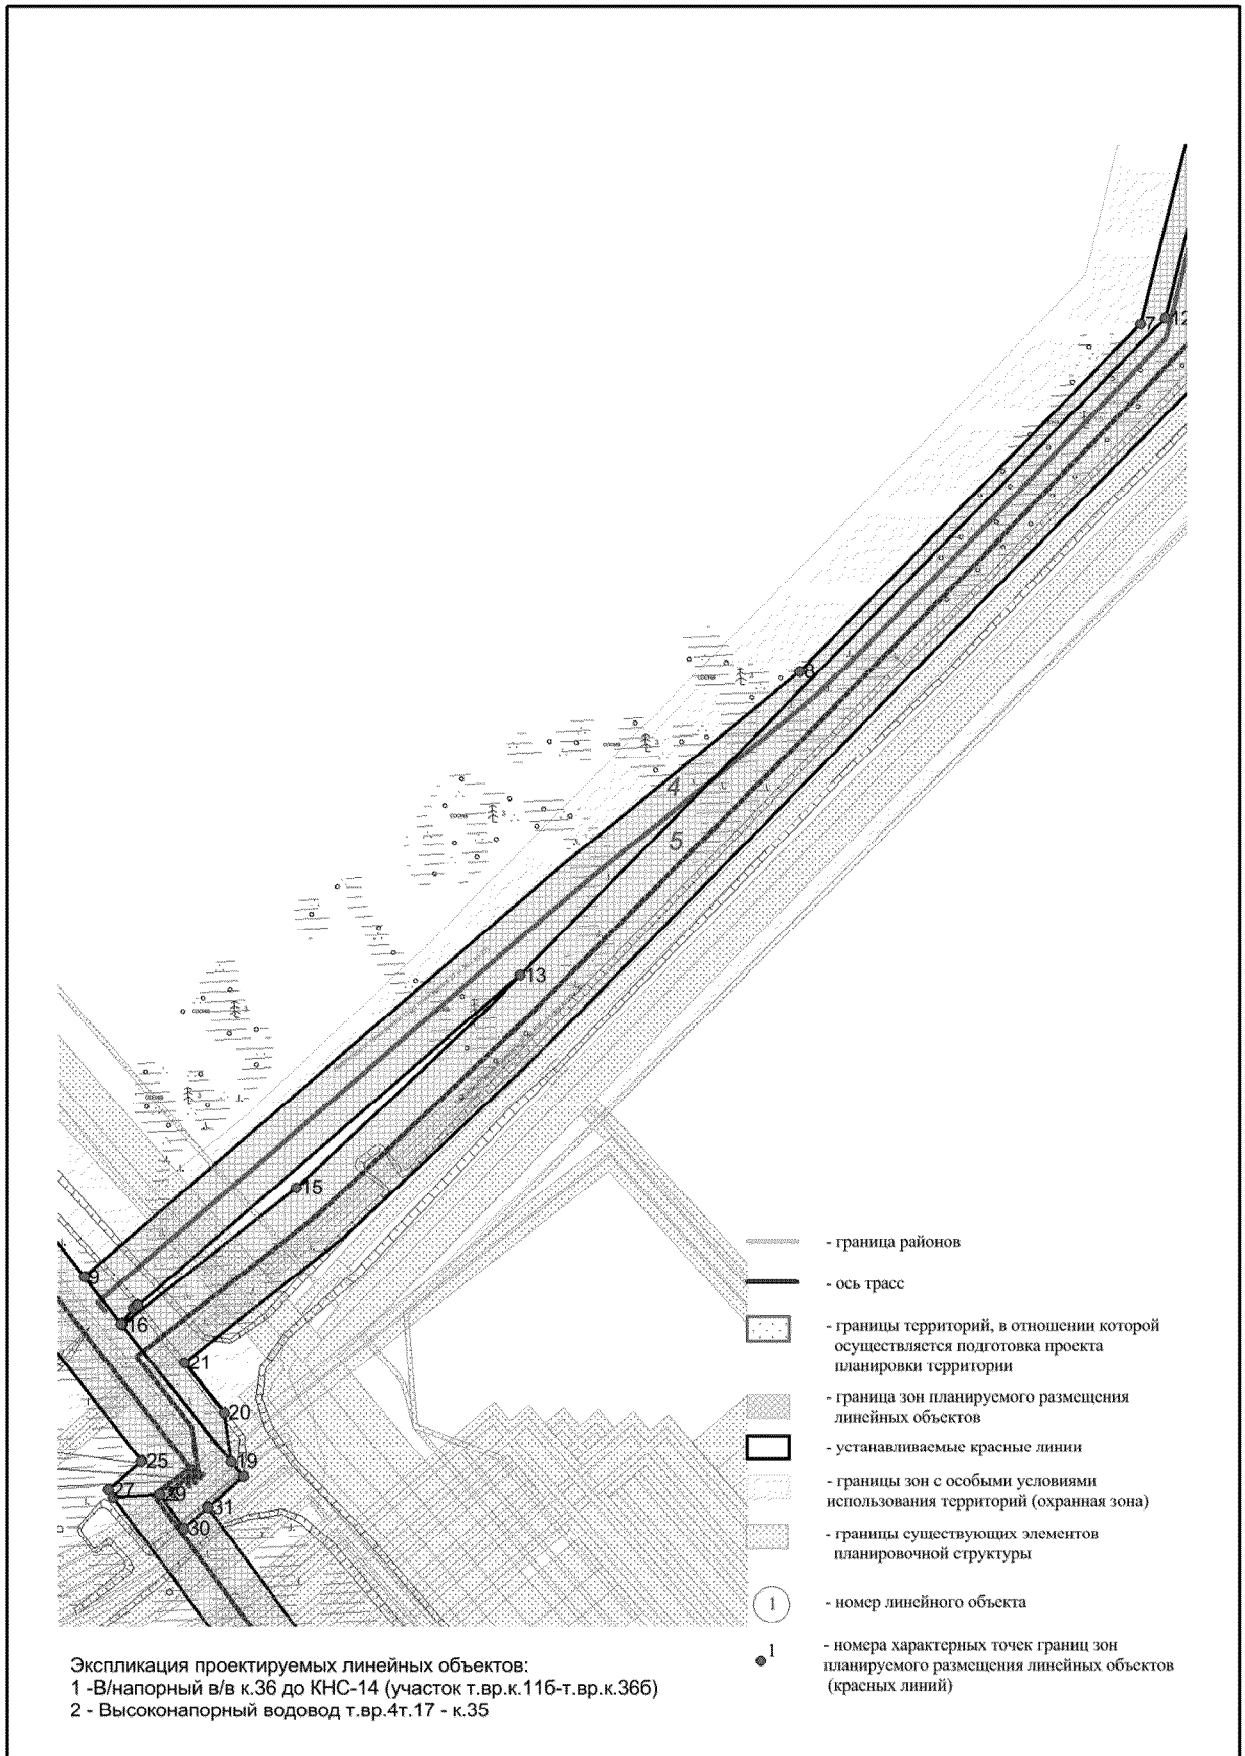 7
12
8
4
5
13
15
9
16
21
20
19
25
27
29
31
30
- граница районов
- ось трасс
- границы территорий, в отношении которой
осуществляется подготовка проекта
планировки территории
- граница зон планируемого размещения
линейных объектов
- устанавливаемые красные линии
- границы зон с особыми условиями
использования территорий (охранная зона)
- границы существующих элементов
планировочной структуры
1 - номер линейного объекта
1 - номера характерных точек границ зон
планируемого размещения линейных объектов
(красных линий)
Экспликация проектируемых линейных объектов:
1 -В/напорный в/в к.36 до КНС-14 (участок т.вр.к.11б-т.вр.к.36б)
2 - Высоконапорный водовод т.вр.4т.17 - к.35